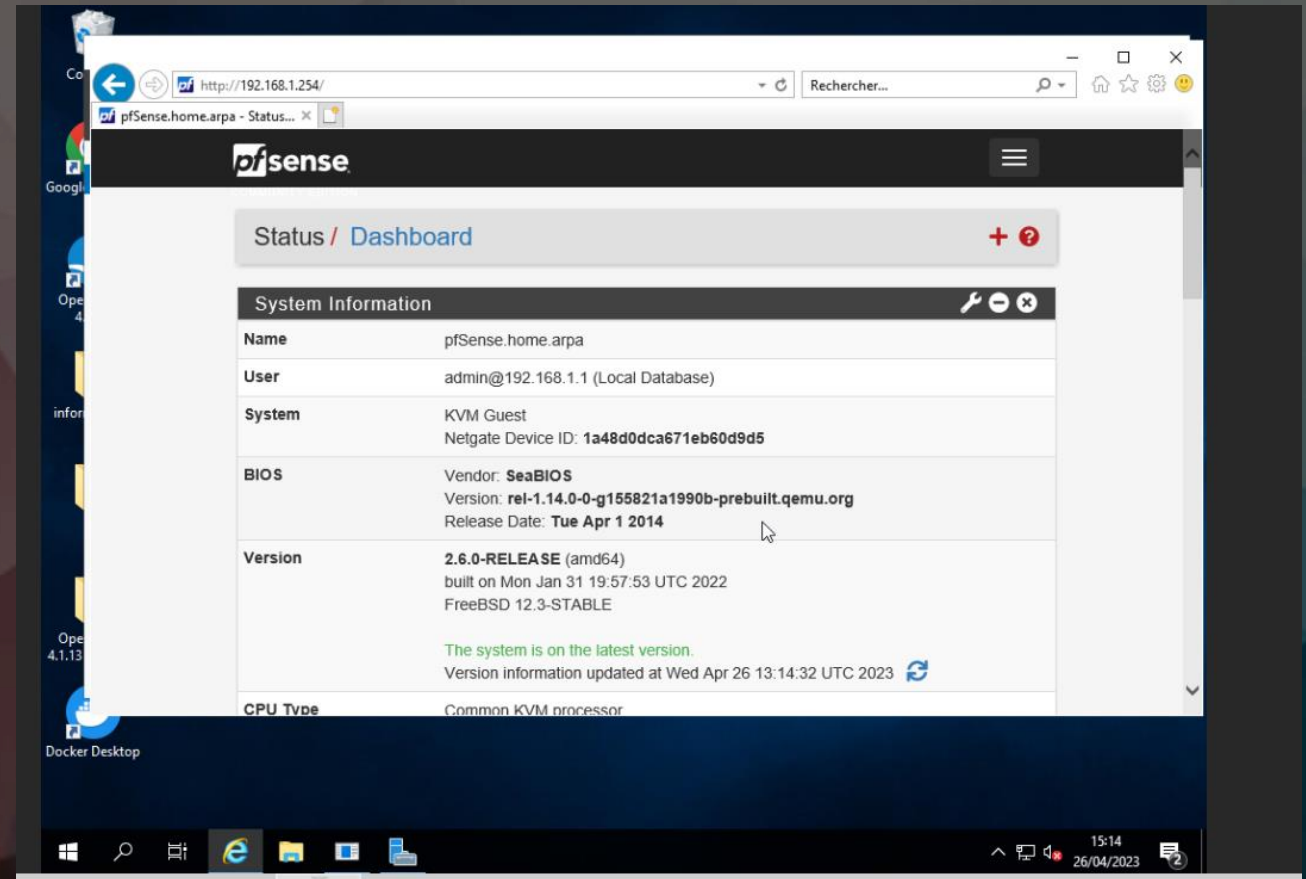 http://192.168.1.254/
Rechercher...
pfSense.home.arpa - Status...
pfsense
Status / Dashboard
System Information
Name pfSense.home.arpa
User admin@192.168.1.1 (Local Database)
System KVM Guest
Netgate Device ID: 1a48d0dca671eb60d9d5
BIOS Vendor: SeaBIOS
Version: rel-1.14.0-0-g155821a1990b-prebuilt.qemu.org
Release Date: Tue Apr 1 2014
Version 2.6.0-RELEASE (amd64)
built on Mon Jan 31 19:57:53 UTC 2022
FreeBSD 12.3-STABLE
The system is on the latest version.
Version information updated at Wed Apr 26 13:14:32 UTC 2023
CPU Type Common KVM processor
Co
Googl
Ope
4.
infor
Ope
4.1.13
Docker Desktop
15:14
26/04/2023
2